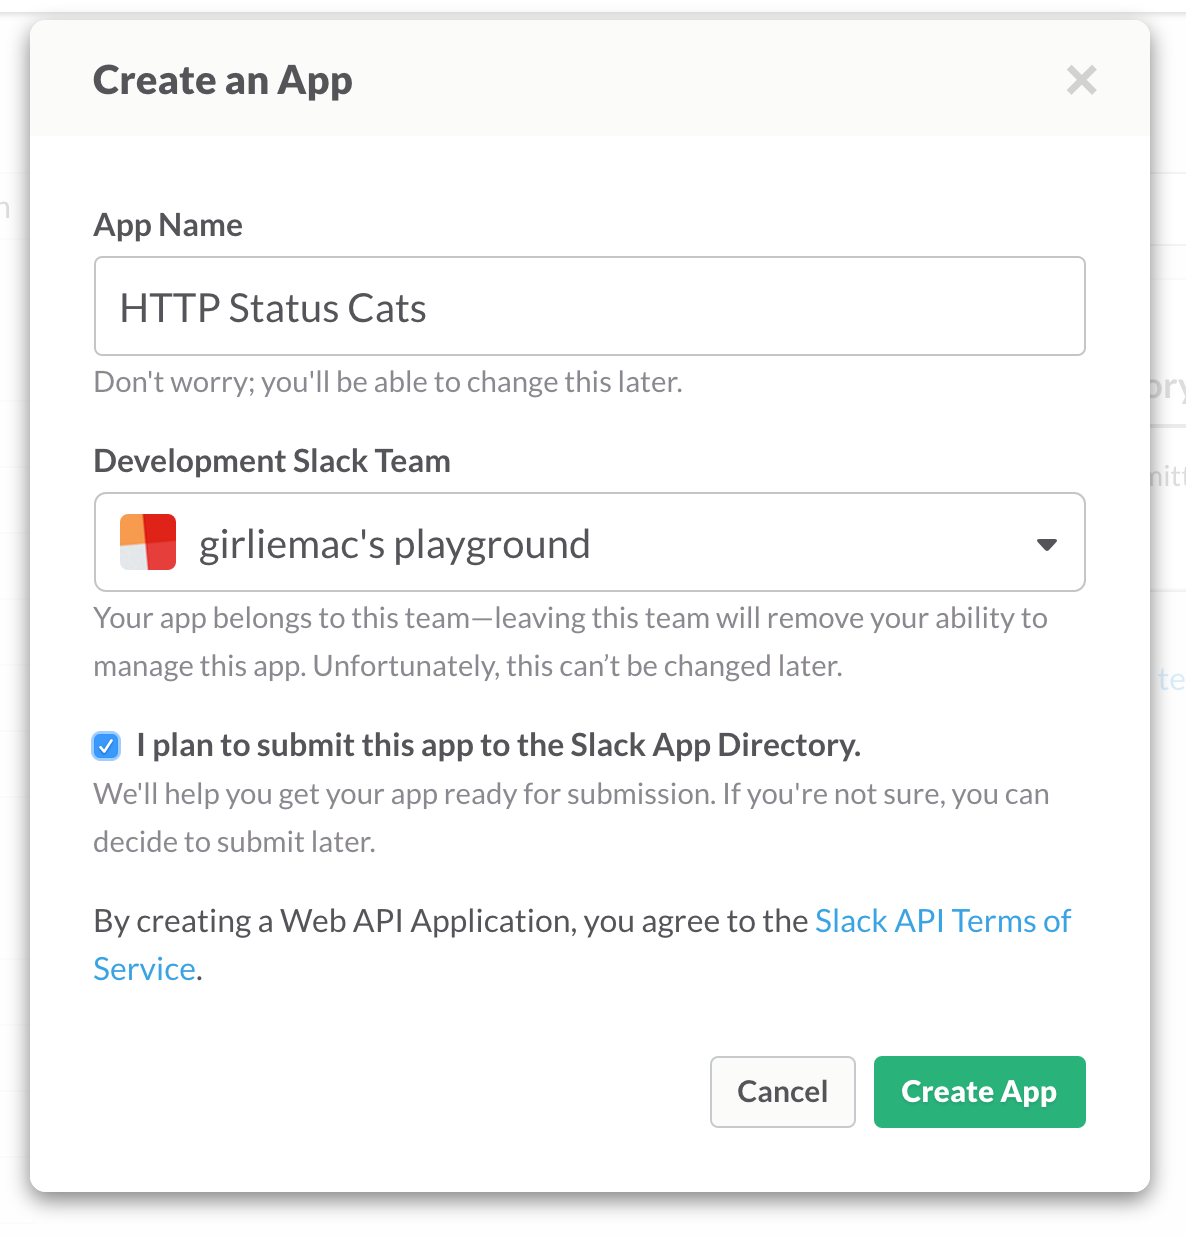 Create an App
App Name
HTTP Status Cats
Don't worry; you'll be able to change this later.
Development Slack Team
girliemac's playground
Your app belongs to this team—leaving this team will remove your ability to
manage this app. Unfortunately, this can’t be changed later.
I plan to submit this app to the Slack App Directory.
We'll help you get your app ready for submission. If you're not sure, you can
decide to submit later.
By creating a Web API Application, you agree to the Slack API Terms of
Service.
Cancel
Create App